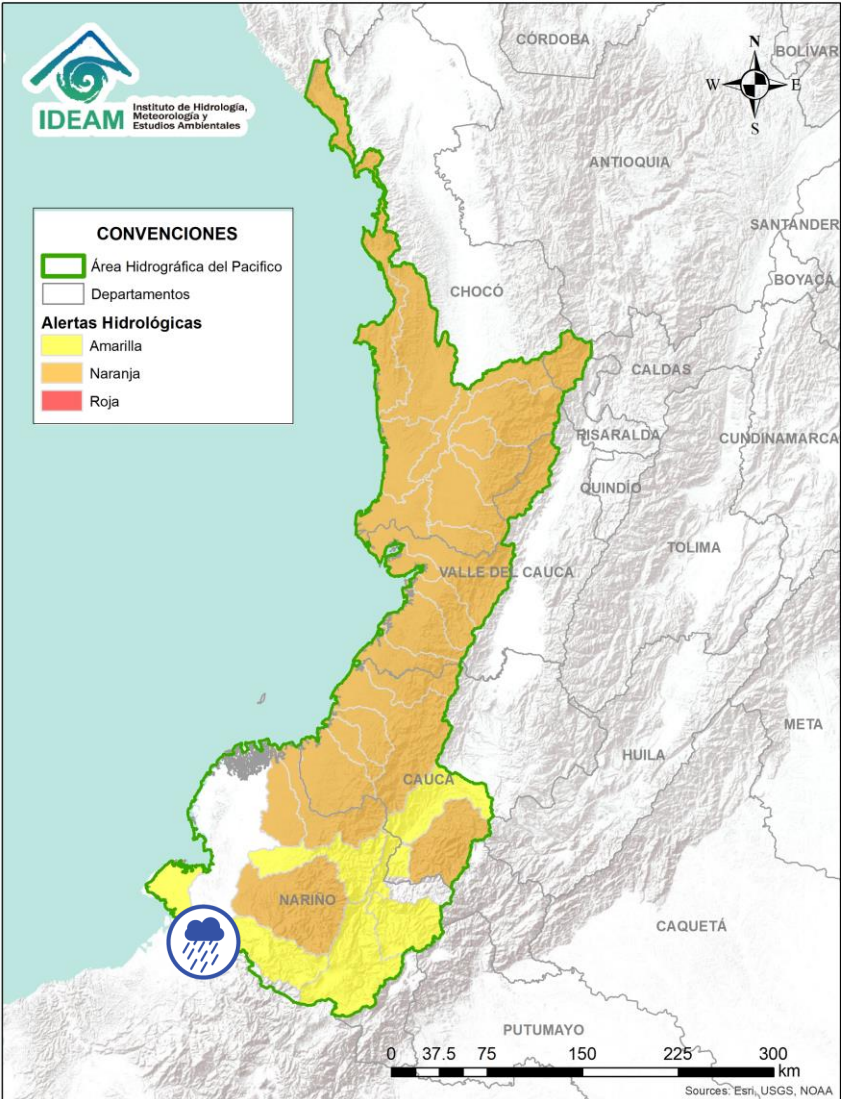 IDEAM
Instituto de Hidrología,
Meteorología y
Estudios Ambientales
CONVENCIONES
Área Hidrográfica del Pacifico
Departamentos
Alertas Hidrológicas
Amarilla
Naranja
Roja
N
W E
S
CÓRDOBA
BOLÍVAR
ANTIOQUIA
SANTANDER
BOYACÁ
CHOCÓ
CALDAS
RISARALDA
CUNDINAMARCA
QUINDÍO
TOLIMA
VALLE DEL CAUCA
META
HUILA
CAUCA
NARIÑO
CAQUETÁ
PUTUMAYO
0 37.5 75 150 225 300
km
Sources: Esri, USGS, NOAA